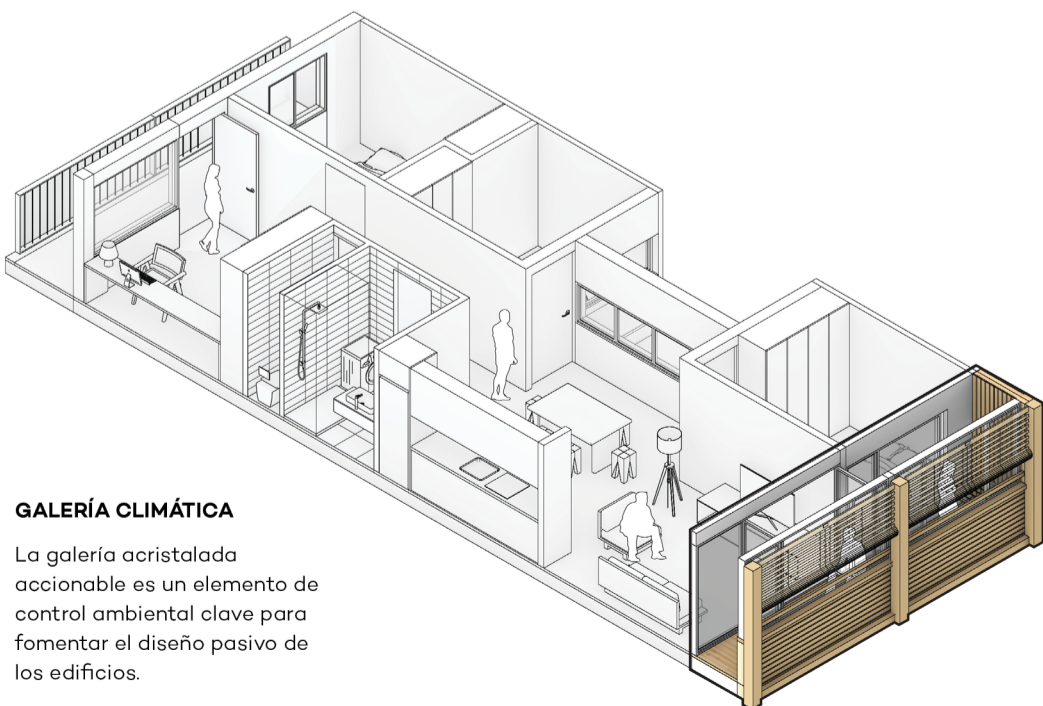 GALERÍA CLIMÁTICA
La galería acristalada
accionable es un elemento de
control ambiental clave para
fomentar el diseño pasivo de
los edificios.